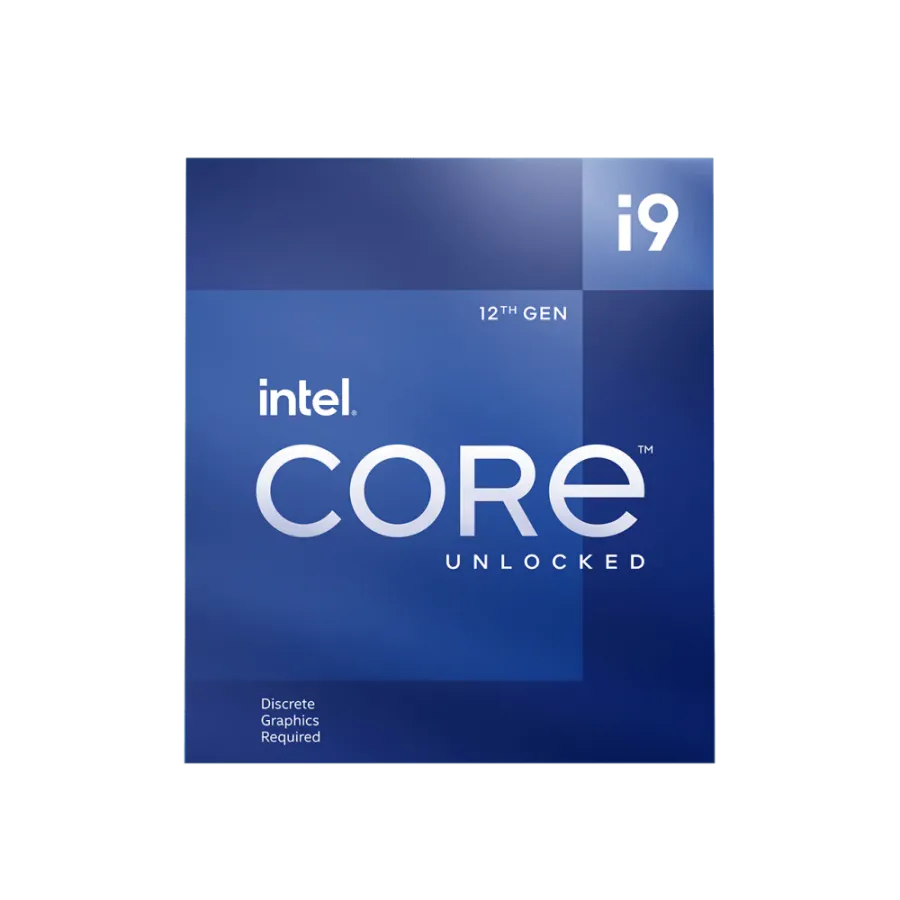 i9
12TH GEN
intel®
CORE™
UNLOCKED
Discrete
Graphics
Required